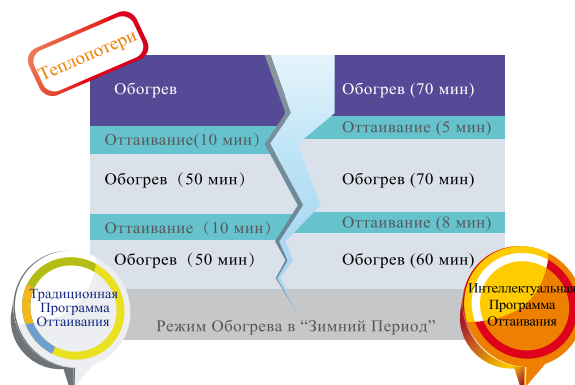 Теплопотери
Обогрев
Обогрев (70 мин)
Оттаивание(10 мин)
Оттаивание (5 мин)
Обогрев (50 мин)
Обогрев (70 мин)
Оттаивание (10 мин)
Оттаивание (8 мин)
Обогрев (50 мин)
Обогрев (60 мин)
Традиционная
Программа
Оттаивания
Интеллектуальная
Программа
Оттаивания
Режим Обогрева в “Зимний Период”